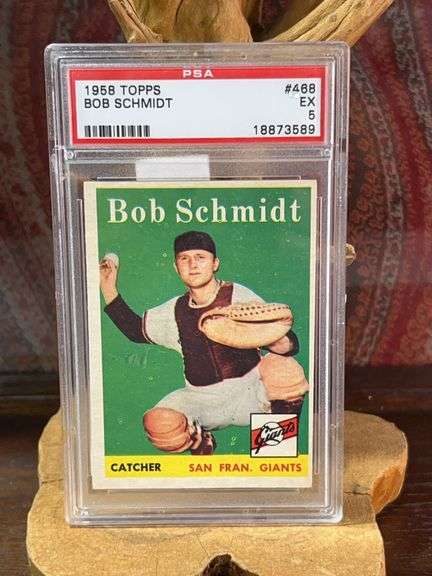 PSA
1958 TOPPS #468
BOB SCHMIDT EX
5
18873589
Bob Schmidt
Giants
CATCHER SAN FRAN. GIANTS